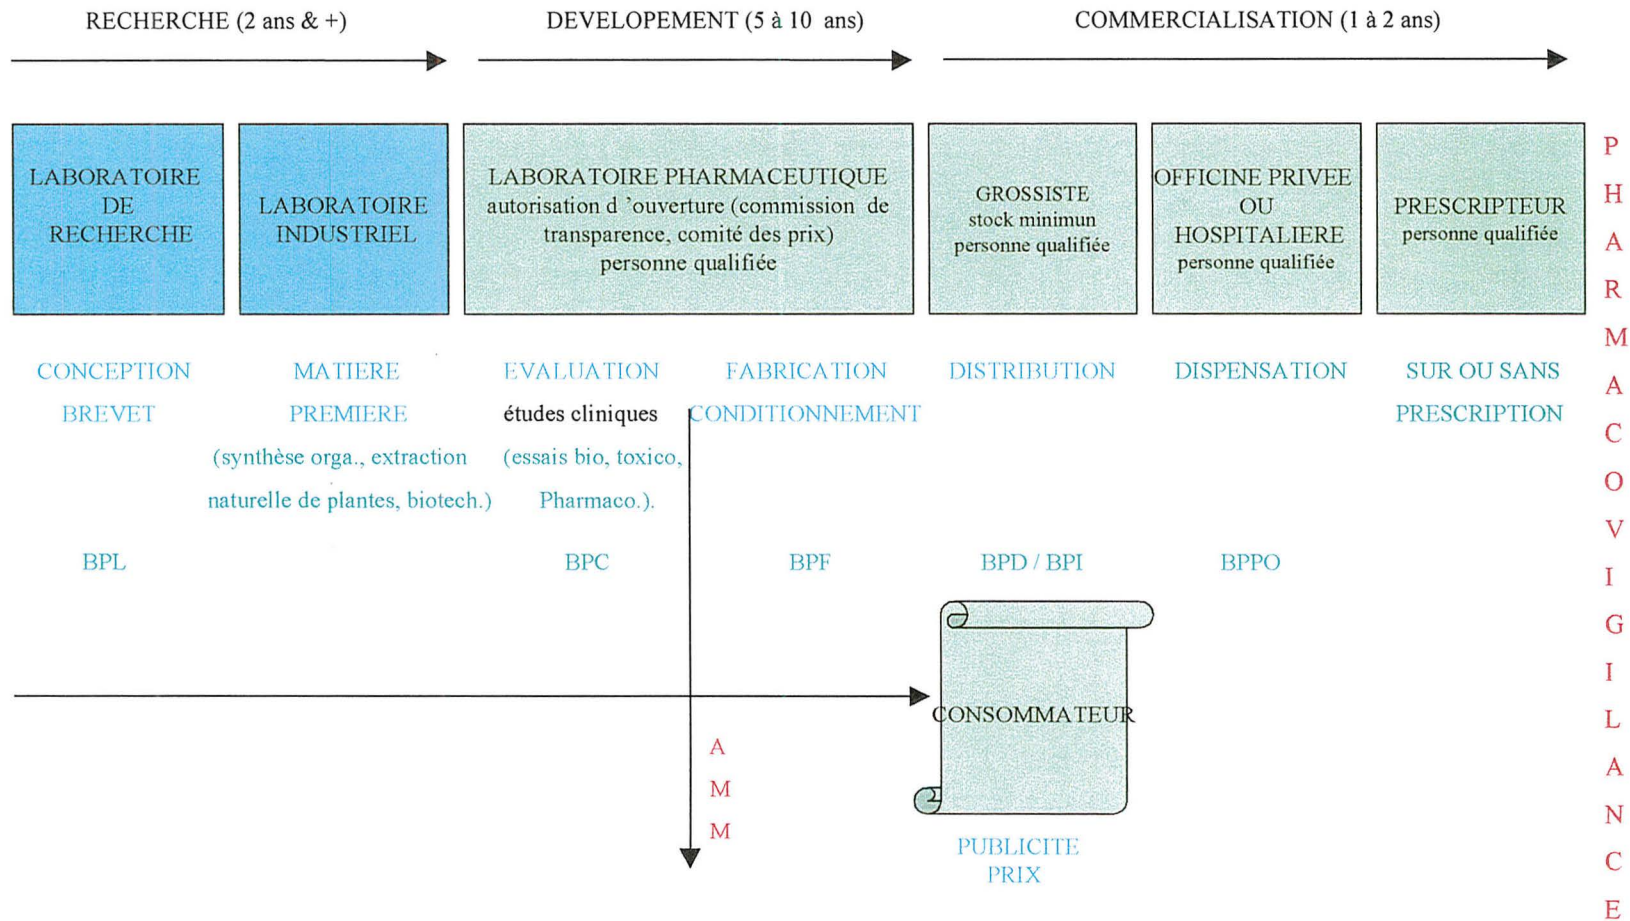 RECHERCHE (2 ans & +)
DEVELOPEMENT (5 à 10 ans)
COMMERCIALISATION (1 à 2 ans)
LABORATOIRE
DE
RECHERCHE
LABORATOIRE
INDUSTRIEL
LABORATOIRE PHARMACEUTIQUE
autorisation d ’ouverture (commission de
transparence, comité des prix)
personne qualifiée
GROSSISTE
stock minimun
personne qualifiée
OFFICINE PRIVEE
OU
HOSPITALIERE
personne qualifiée
PRESCRIPTEUR
personne qualifiée
CONCEPTION
BREVET
MATIERE
PREMIERE
(synthèse orga., extraction
naturelle de plantes, biotech.)
EVALUATION
études cliniques
(essais bio, toxico,
Pharmaco.).
FABRICATION
CONDITIONNEMENT
DISTRIBUTION
DISPENSATION
SUR OU SANS
PRESCRIPTION
BPL
BPC
BPF
BPD / BPI
BPPO
CONSOMMATEUR
PUBLICITE
PRIX
A
M
M
P
H
A
R
M
A
C
O
V
I
G
I
L
A
N
C
E